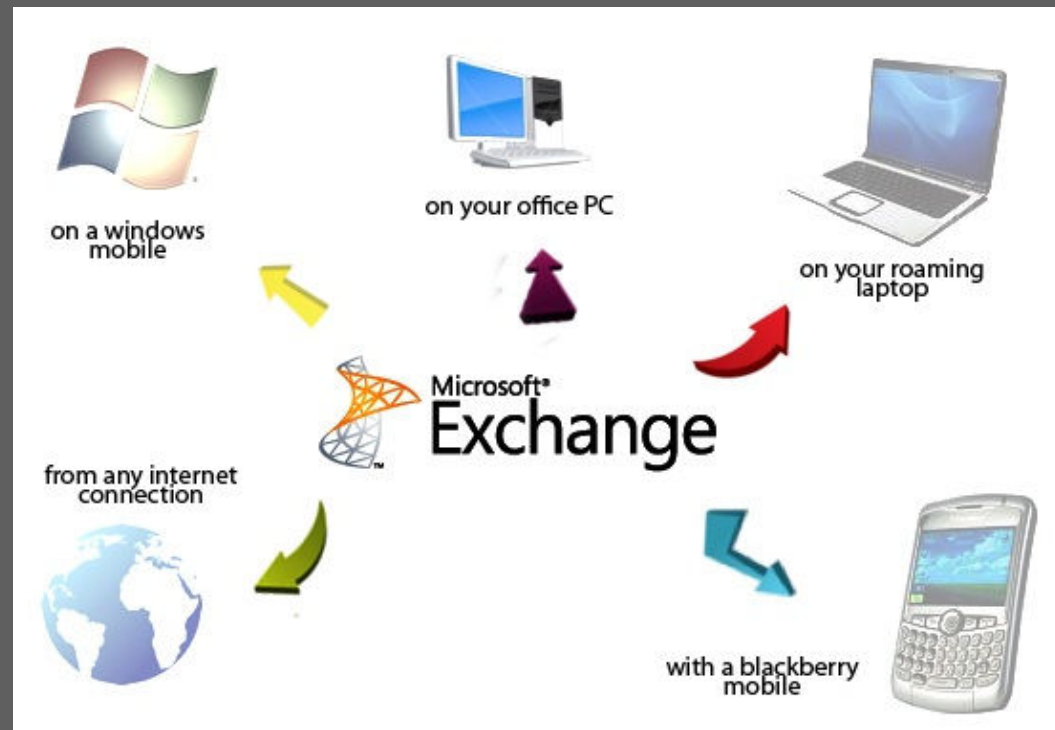 on a windows
mobile
on your office PC
on your roaming
laptop
Microsoft®
Exchange
™
from any internet
connection
with a blackberry
mobile